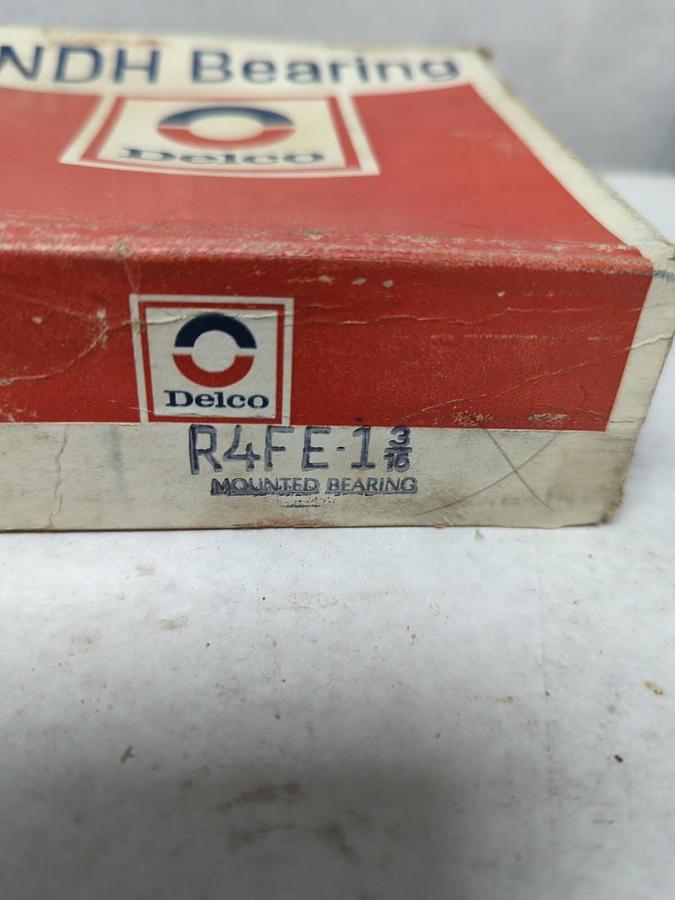 NDH Bearing
Delco
Delco
R4FE-1 3/16
MOUNTED BEARING